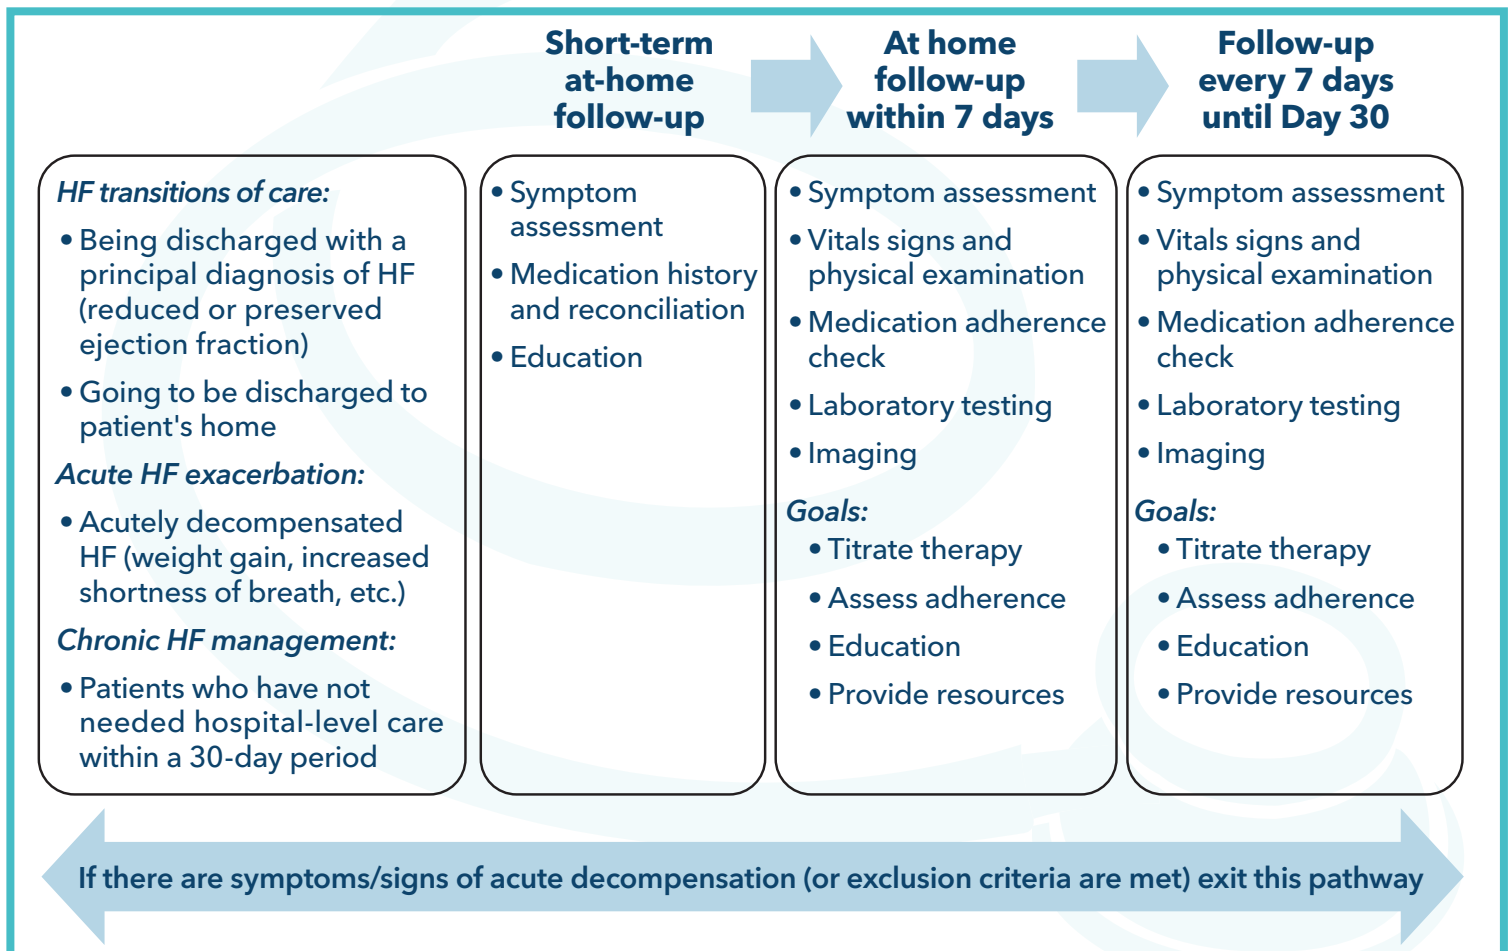 Short-term
at-home
follow-up
At home
follow-up
within 7 days
Follow-up
every 7 days
until Day 30
HF transitions of care:
• Being discharged with a
principal diagnosis of HF
(reduced or preserved
ejection fraction)
• Going to be discharged to
patient's home
Acute HF exacerbation:
• Acutely decompensated
HF (weight gain, increased
shortness of breath, etc.)
Chronic HF management:
• Patients who have not
needed hospital-level care
within a 30-day period
• Symptom
assessment
• Medication history
and reconciliation
• Education
• Symptom assessment
• Vitals signs and
physical examination
• Medication adherence
check
• Laboratory testing
• Imaging
Goals:
• Titrate therapy
• Assess adherence
• Education
• Provide resources
• Symptom assessment
• Vitals signs and
physical examination
• Medication adherence
check
• Laboratory testing
• Imaging
Goals:
• Titrate therapy
• Assess adherence
• Education
• Provide resources
If there are symptoms/signs of acute decompensation (or exclusion criteria are met) exit this pathway